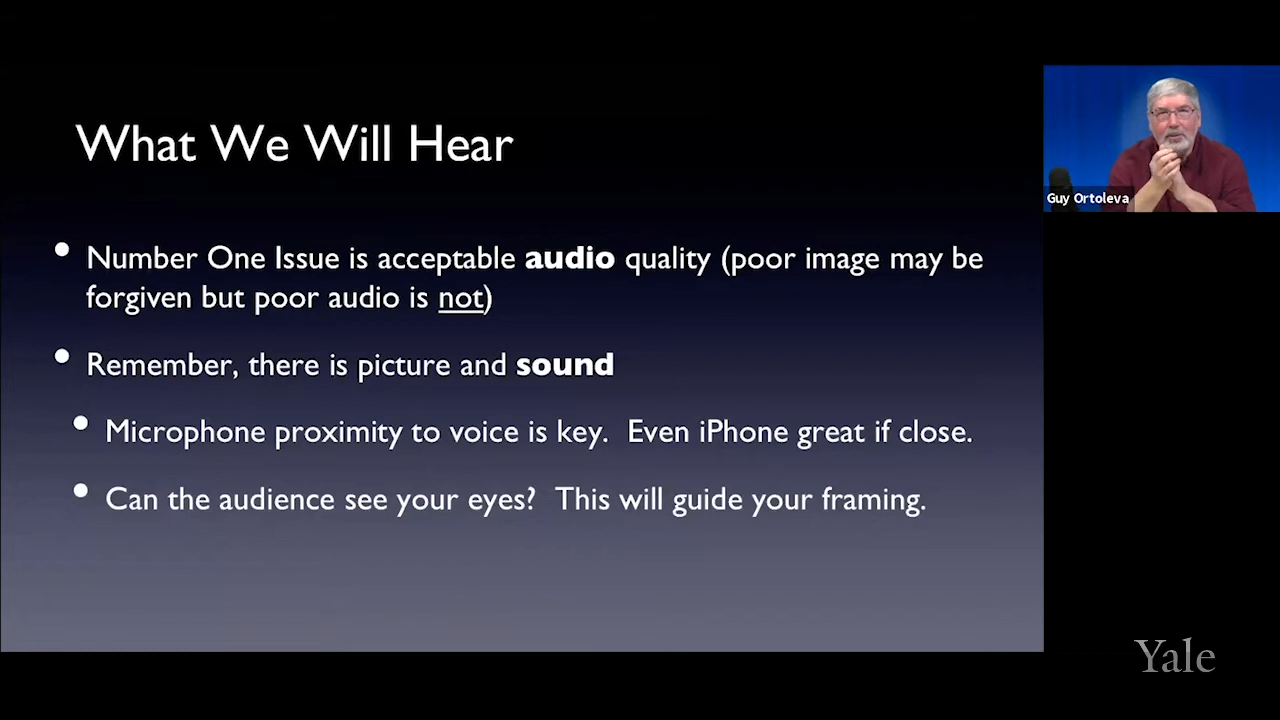 What We Will Hear
• Number One Issue is acceptable audio quality (poor image may be
forgiven but poor audio is not)
• Remember, there is picture and sound
• Microphone proximity to voice is key.  Even iPhone great if close.
• Can the audience see your eyes?  This will guide your framing.
Guy Ortoleva
Yale